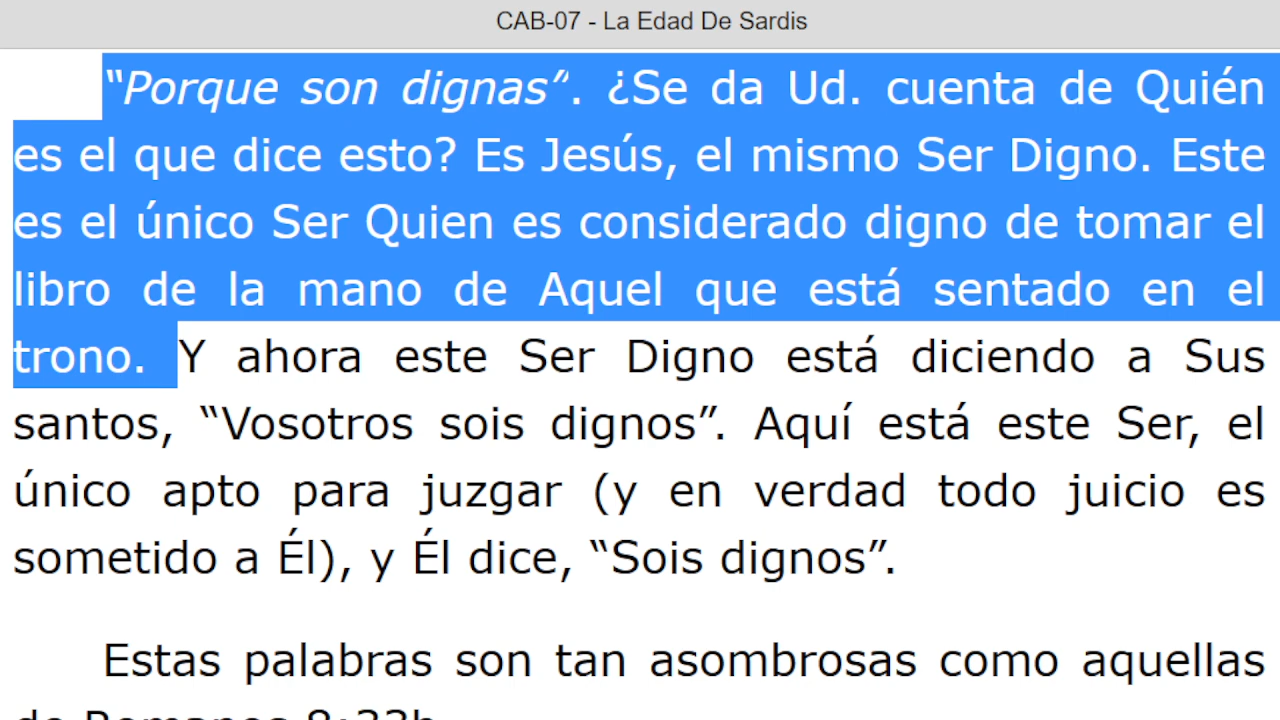 CAB-07 - La Edad De Sardis
“Porque son dignas”. ¿Se da Ud. cuenta de Quién
es el que dice esto? Es Jesús, el mismo Ser Digno. Este
es el único Ser Quien es considerado digno de tomar el
libro de la mano de Aquel que está sentado en el
trono. Y ahora este Ser Digno está diciendo a Sus
santos, “Vosotros sois dignos”. Aquí está este Ser, el
único apto para juzgar (y en verdad todo juicio es
sometido a Él), y Él dice, “Sois dignos”.
Estas palabras son tan asombrosas como aquellas
de Romanos 8:33b